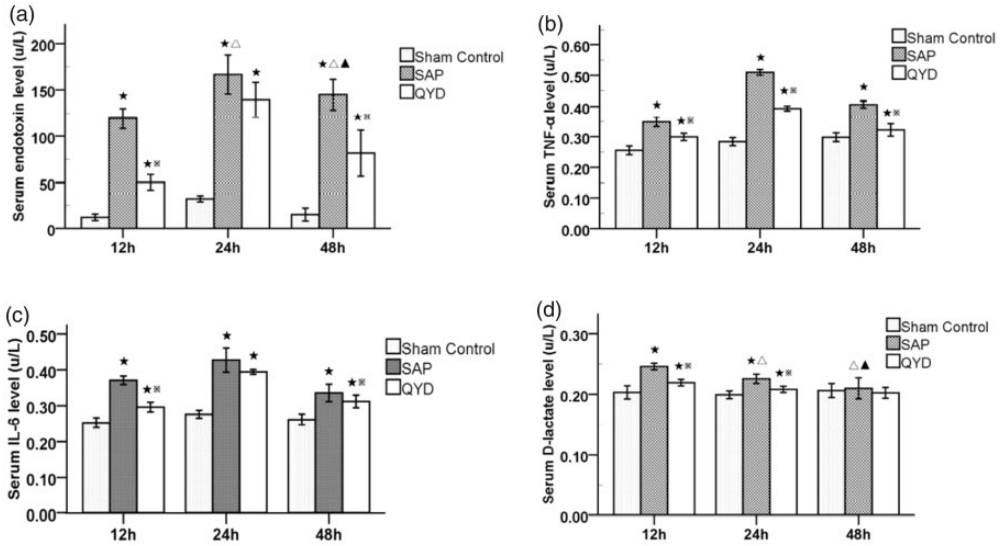 (a)
Serum endotoxin level (u/L)
200
150
100
50
0
★
★※
★△
★
★△▲
★※
12h
24h
48h
Sham Control
SAP
QYD
(b)
Serum TNF-α level (u/L)
0.60
0.50
0.40
0.30
0.20
0.10
0.00
★
★※
★
★※
★
★※
12h
24h
48h
Sham Control
SAP
QYD
(c)
Serum IL-6 level (u/L)
0.50
0.40
0.30
0.20
0.10
0.00
★
★※
★
★
★
★※
12h
24h
48h
Sham Control
SAP
QYD
(d)
Serum D-lactate level (u/L)
0.30
0.20
0.10
0.00
★
★※
★△
★※
△▲
12h
24h
48h
Sham Control
SAP
QYD